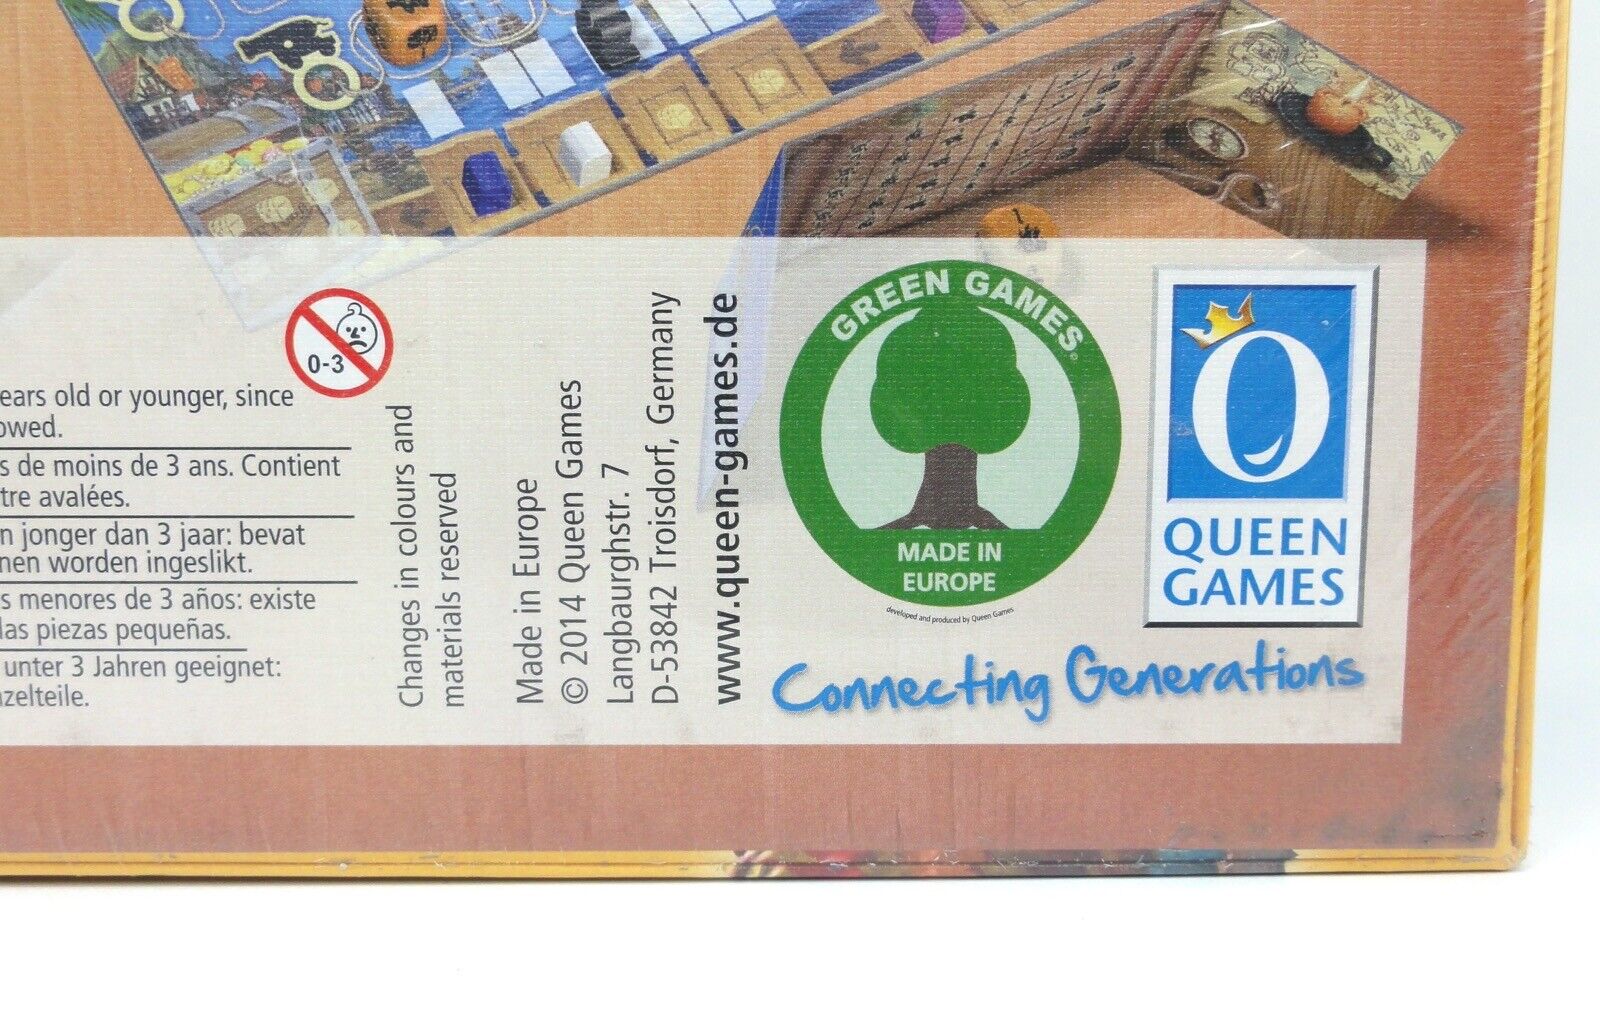 0-3
ears old or younger, since
owed.
s de moins de 3 ans. Contient
tre avalées.
n jonger dan 3 jaar: bevat
nen worden ingeslikt.
s menores de 3 años: existe
las piezas pequeñas.
unter 3 Jahren geeignet:
nzelteile.
Changes in colours and
materials reserved
Made in Europe
© 2014 Queen Games
Langbaurghstr. 7
D-53842 Troisdorf, Germany
www.queen-games.de
GREEN GAMES®
MADE IN
EUROPE
developed and produced by Queen Games
QUEEN
GAMES
Connecting Generations